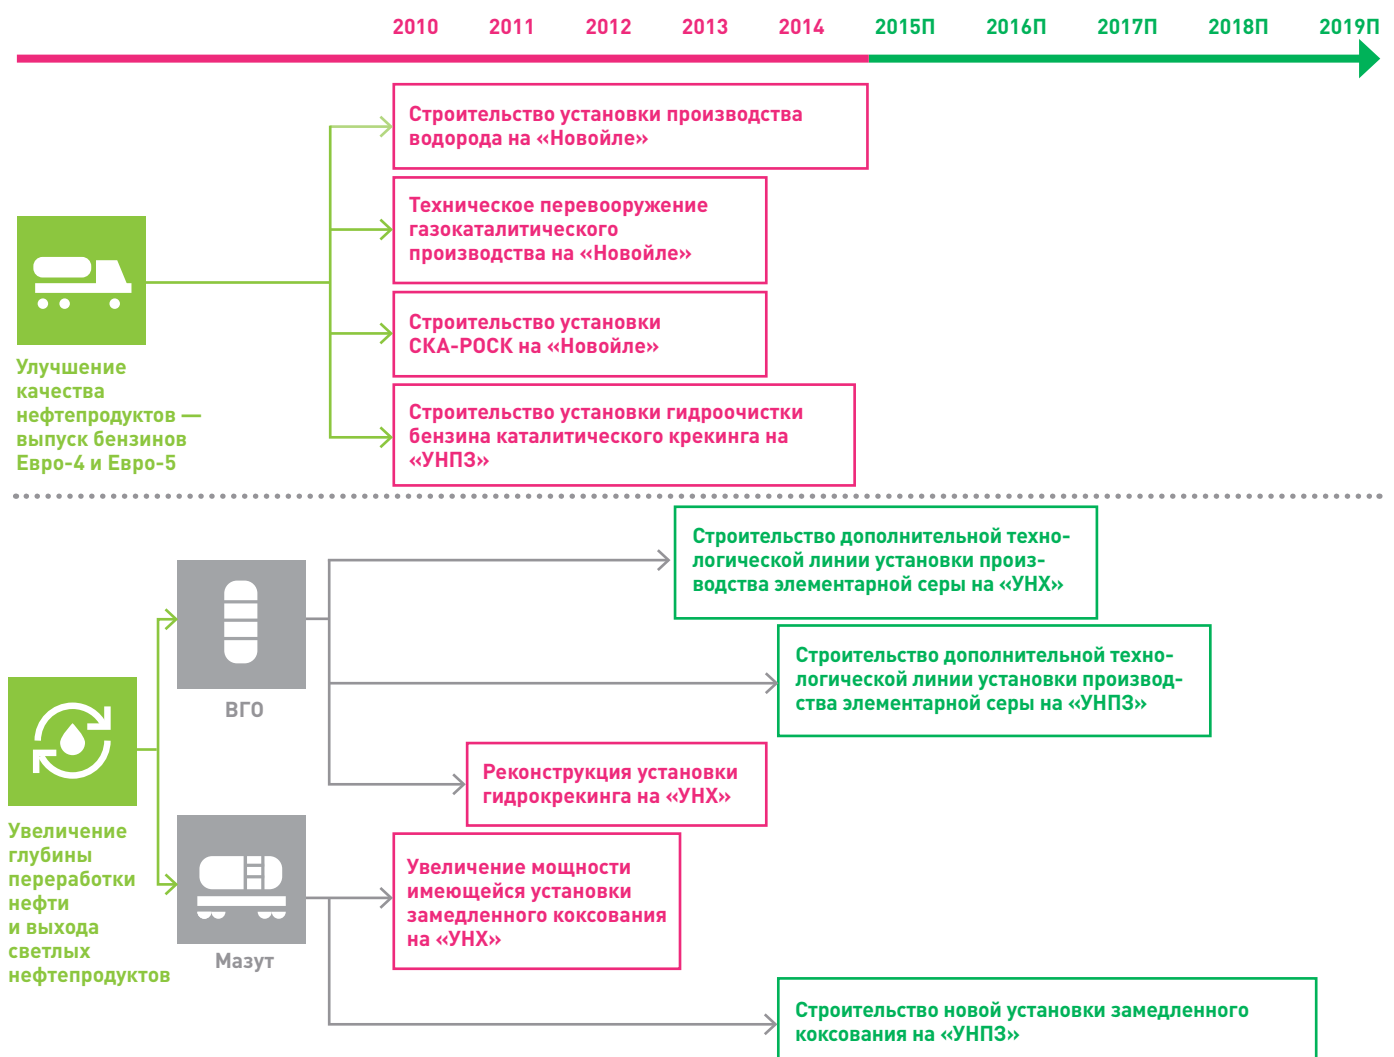 2010 2011 2012 2013 2014 2015П 2016П 2017П 2018П 2019П
Строительство установки производства
водорода на «Новойле»
Техническое перевооружение
газокаталитического
производства на «Новойле»
Строительство установки
СКА-РОСК на «Новойле»
Строительство установки гидроочистки
бензина каталитического крекинга на
«УНПЗ»
Улучшение
качества
нефтепродуктов —
выпуск бензинов
Евро-4 и Евро-5
Строительство дополнительной техно-
логической линии установки произ-
водства элементарной серы на «УНХ»
Строительство дополнительной техно-
логической линии установки производ-
ства элементарной серы на «УНПЗ»
ВГО
Реконструкция установки
гидрокрекинга на «УНХ»
Увеличение
глубины
переработки
нефти
и выхода
светлых
нефтепродуктов
Увеличение мощности
имеющейся установки
замедленного коксования
на «УНХ»
Мазут
Строительство новой установки замедленного
коксования на «УНПЗ»